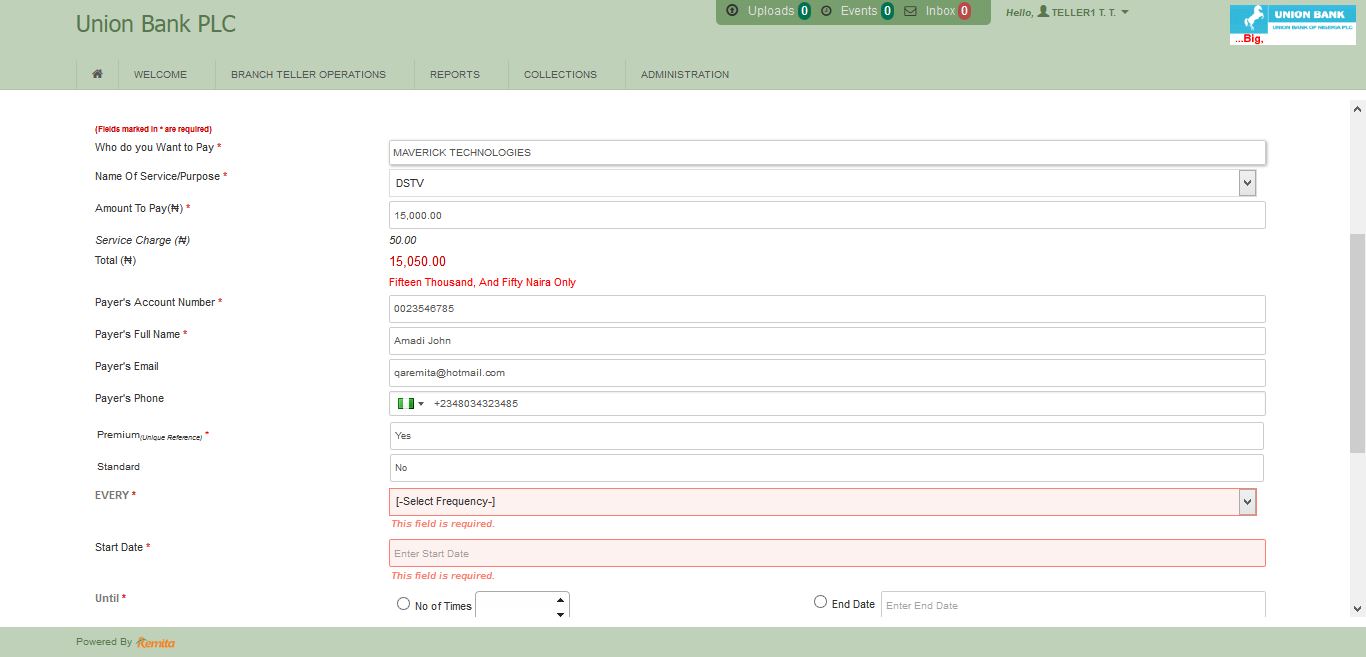 Union Bank PLC
Uploads 0 Events 0 Inbox 0
Hello, TELLER1 T. T.
UNION BANK
UNION BANK OF NIGERIA PLC
...Big,
WELCOME BRANCH TELLER OPERATIONS REPORTS COLLECTIONS ADMINISTRATION
(Fields marked in * are required)
Who do you Want to Pay * MAVERICK TECHNOLOGIES
Name Of Service/Purpose * DSTV
Amount To Pay(₦) * 15,000.00
Service Charge (₦) 50.00
Total (₦) 15,050.00
Fifteen Thousand, And Fifty Naira Only
Payer's Account Number * 0023546785
Payer's Full Name * Amadi John
Payer's Email qaremita@hotmail.com
Payer's Phone +2348034323485
Premium(Unique Reference) * Yes
Standard No
EVERY * [-Select Frequency-]
This field is required.
Start Date * Enter Start Date
This field is required.
Until * No of Times End Date Enter End Date
Powered By Remita